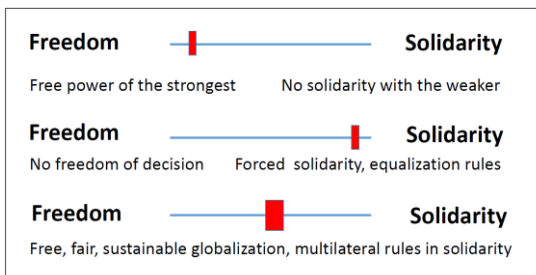 Freedom Solidarity
Free power of the strongest No solidarity with the weaker
Freedom Solidarity
No freedom of decision Forced solidarity, equalization rules
Freedom Solidarity
Free, fair, sustainable globalization, multilateral rules in solidarity